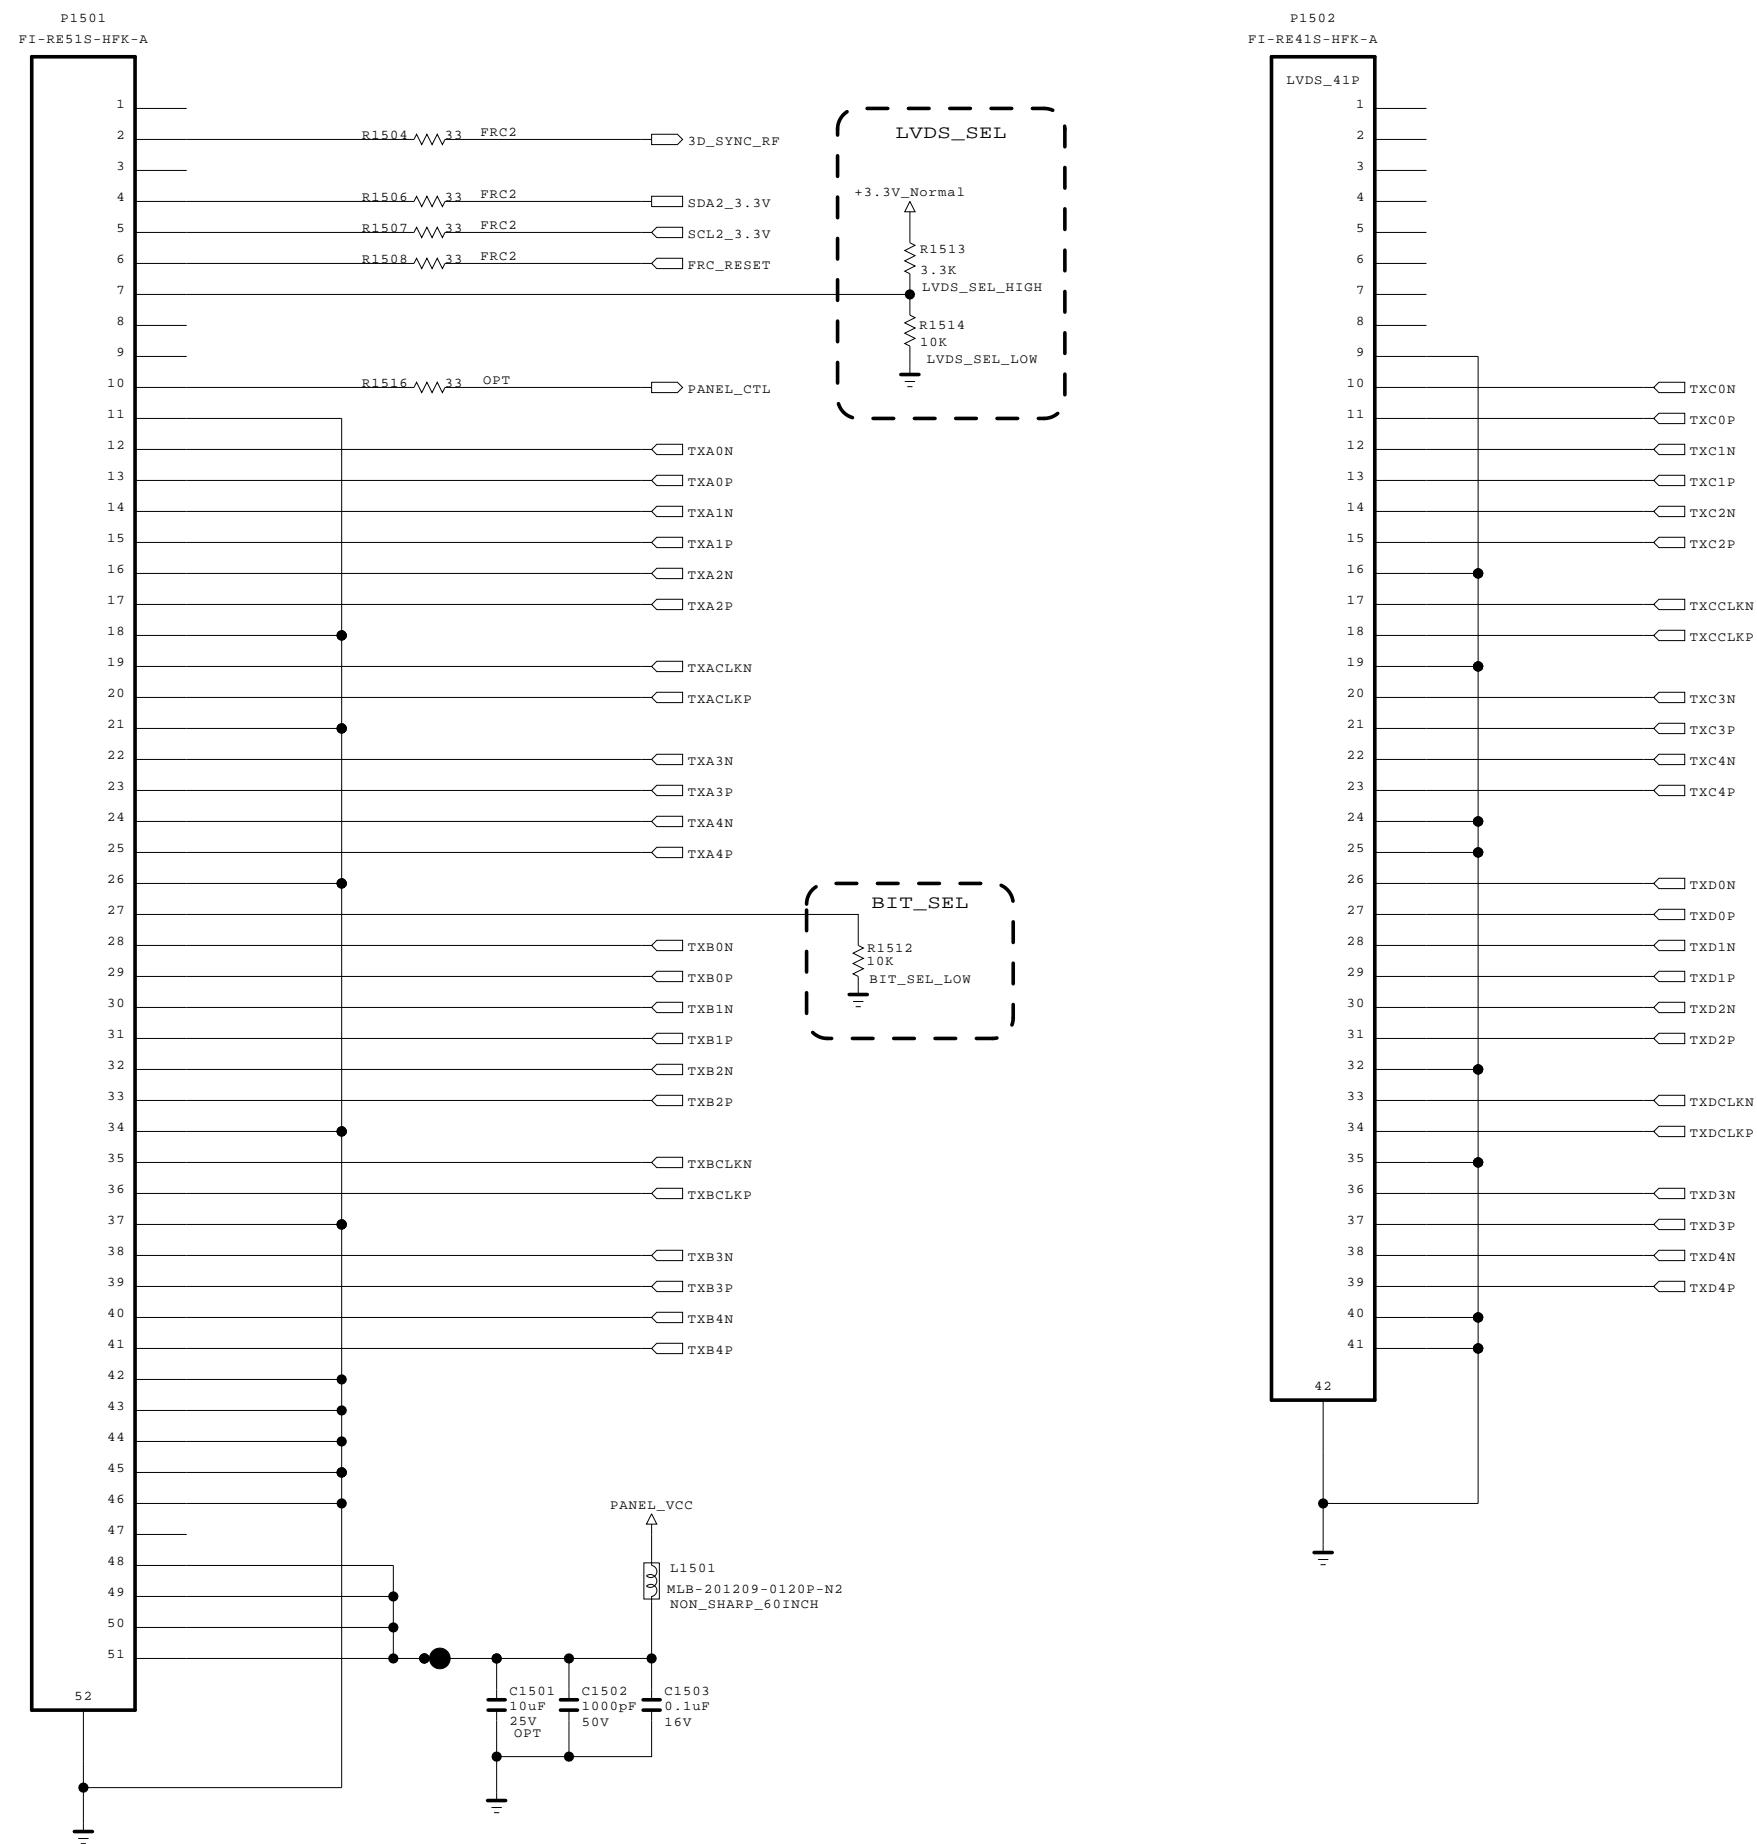 P1501
FI-RE51S-HFK-A
1
2
R1504 33 FRC2
3D_SYNC_RF
3
4
R1506 33 FRC2
SDA2_3.3V
5
R1507 33 FRC2
SCL2_3.3V
6
R1508 33 FRC2
FRC_RESET
7
8
9
10
R1516 33 OPT
PANEL_CTL
11
12
TXA0N
13
TXA0P
14
TXA1N
15
TXA1P
16
TXA2N
17
TXA2P
18
19
TXACLKN
20
TXACLKP
21
22
TXA3N
23
TXA3P
24
TXA4N
25
TXA4P
26
27
28
TXB0N
29
TXB0P
30
TXB1N
31
TXB1P
32
TXB2N
33
TXB2P
34
35
TXBCLKN
36
TXBCLKP
37
38
TXB3N
39
TXB3P
40
TXB4N
41
TXB4P
42
43
44
45
46
47
48
49
50
51
52
LVDS_SEL
+3.3V_Normal
R1513
3.3K
LVDS_SEL_HIGH
R1514
10K
LVDS_SEL_LOW
BIT_SEL
R1512
10K
BIT_SEL_LOW
PANEL_VCC
L1501
MLB-201209-0120P-N2
NON_SHARP_60INCH
C1501
10uF
25V
OPT
C1502
1000pF
50V
C1503
0.1uF
16V
P1502
FI-RE41S-HFK-A
LVDS_41P
1
2
3
4
5
6
7
8
9
10
TXC0N
11
TXC0P
12
TXC1N
13
TXC1P
14
TXC2N
15
TXC2P
16
17
TXCCLKN
18
TXCCLKP
19
20
TXC3N
21
TXC3P
22
TXC4N
23
TXC4P
24
25
26
TXD0N
27
TXD0P
28
TXD1N
29
TXD1P
30
TXD2N
31
TXD2P
32
33
TXDCLKN
34
TXDCLKP
35
36
TXD3N
37
TXD3P
38
TXD4N
39
TXD4P
40
41
42